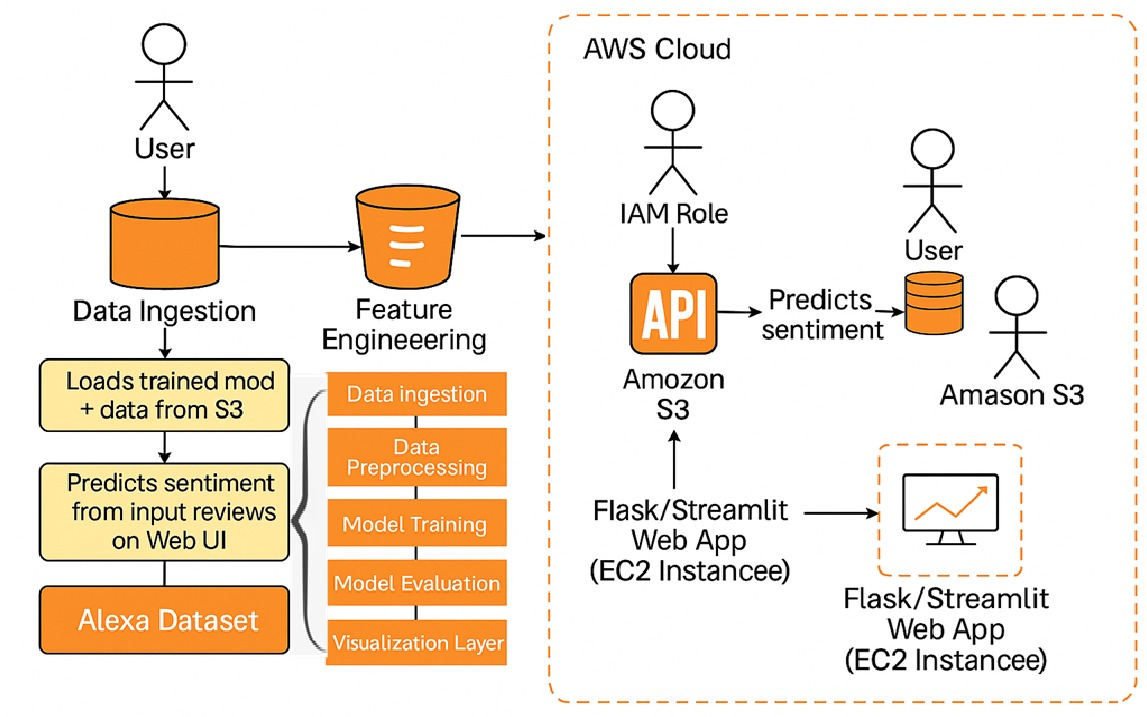 User
Data Ingestion
Feature
Engineeering
Loads trained mod
+ data from S3
Predicts sentiment
from input reviews
on Web UI
Alexa Dataset
Data ingestion
Data
Preprocessing
Model Training
Model Evaluation
Visualization Layer
AWS Cloud
IAM Role
API
Amozon
S3
Predicts
sentiment
User
Amason S3
Flask/Streamlit
Web App
(EC2 Instancee)
Flask/Streamlit
Web App
(EC2 Instancee)